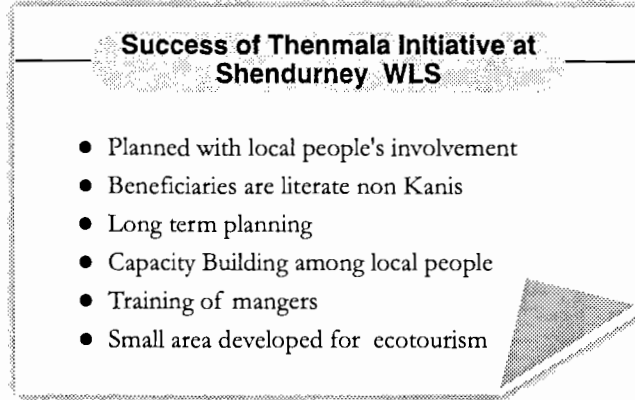 Success of Thenmala Initiative at
Shendurney WLS
● Planned with local people's involvement
● Beneficiaries are literate non Kanis
● Long term planning
● Capacity Building among local people
● Training of mangers
● Small area developed for ecotourism